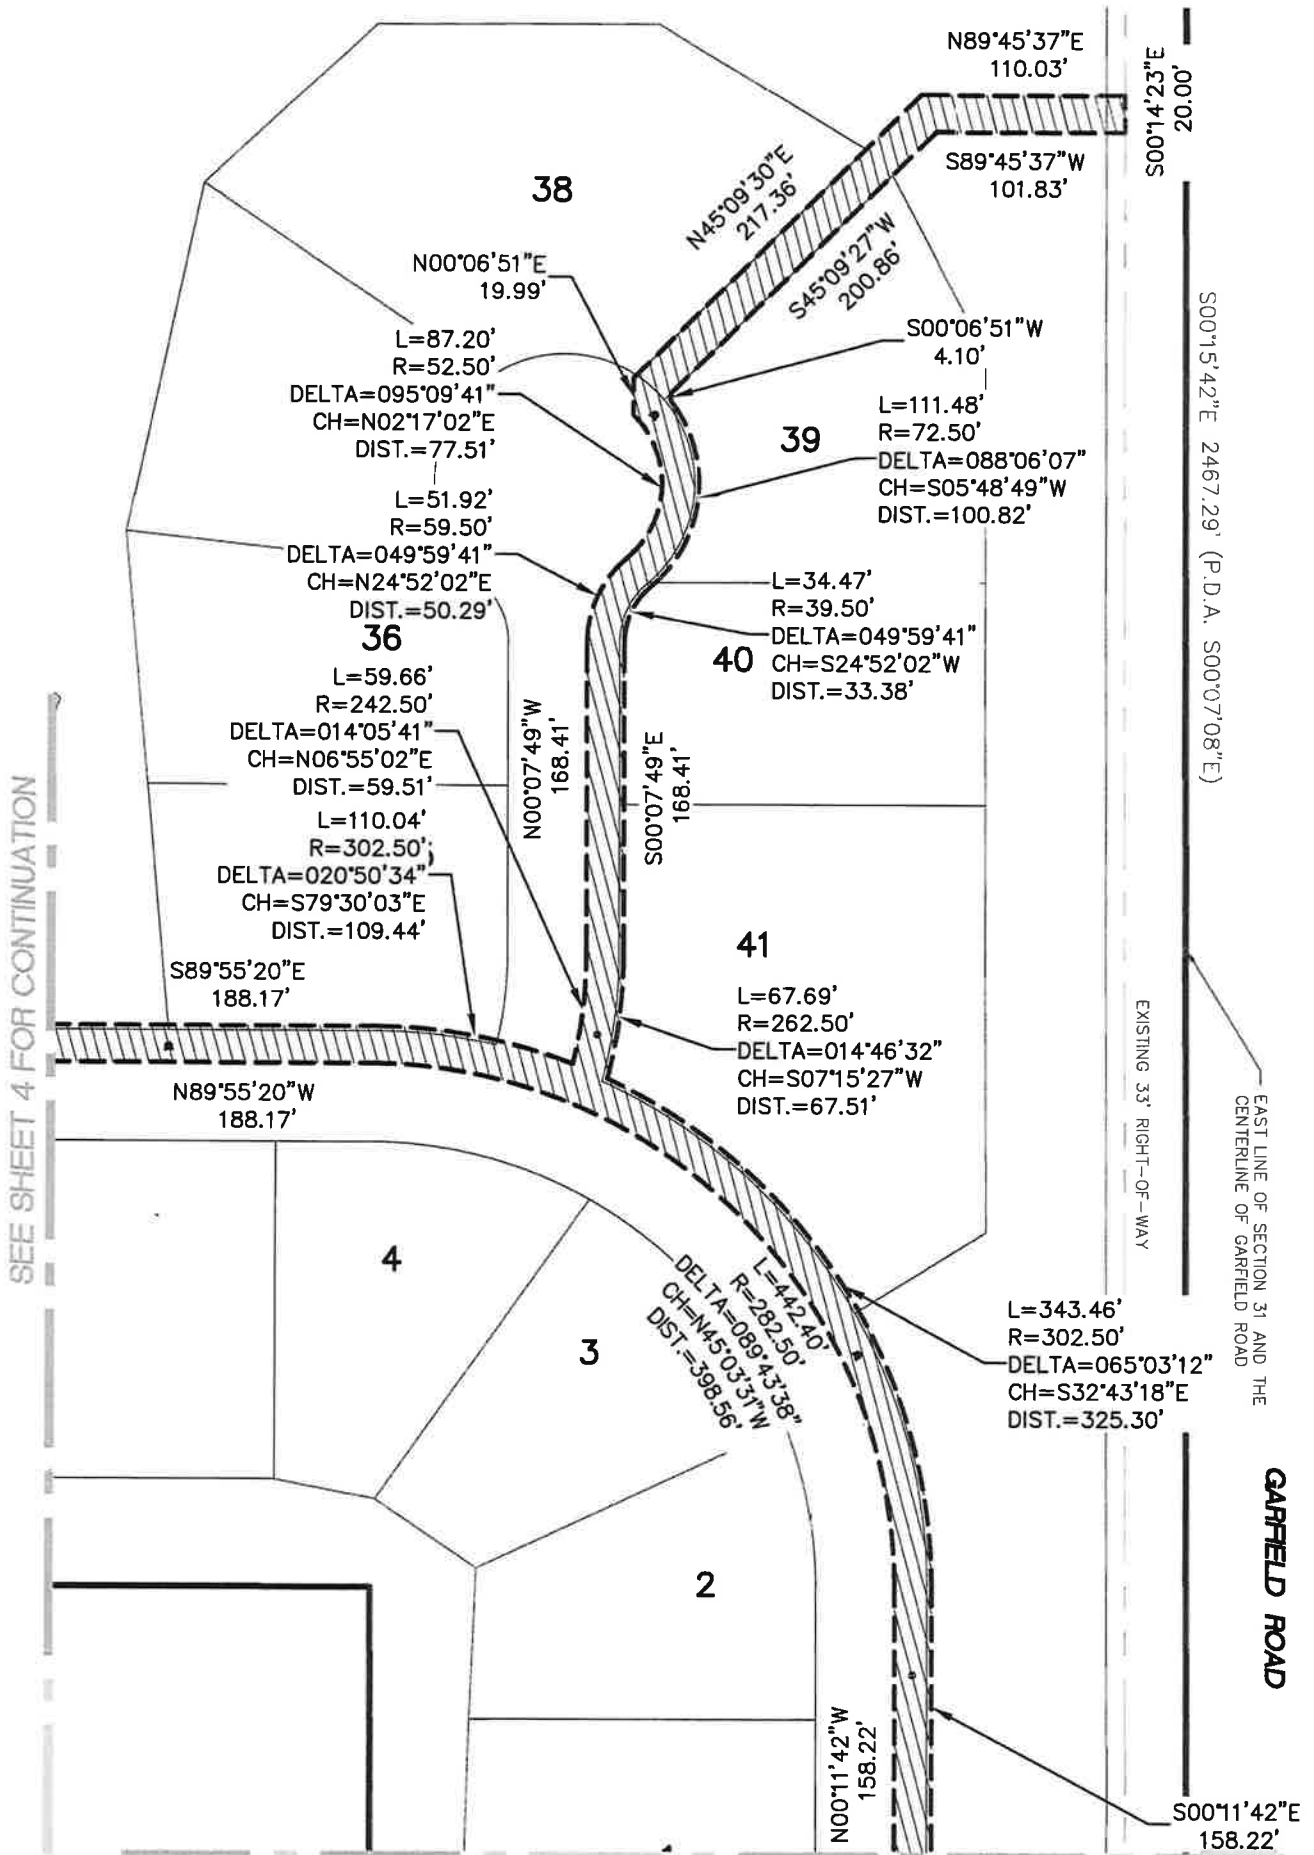 N89°45'37"E
110.03'
S00°14'23"E
20.00'
S89°45'37"W
101.83'
38
N45°09'30"E
217.36'
S45°09'27"W
200.86'
N00°06'51"E
19.99'
S00°06'51"W
4.10'
L=87.20'
R=52.50'
DELTA=095°09'41"
CH=N02°17'02"E
DIST.=77.51'
39
L=111.48'
R=72.50'
DELTA=088°06'07"
CH=S05°48'49"W
DIST.=100.82'
S00°15'42"E 2467.29' (P.D.A. S00°07'08"E)
L=51.92'
R=59.50'
DELTA=049°59'41"
CH=N24°52'02"E
DIST.=50.29'
36
L=34.47'
R=39.50'
DELTA=049°59'41"
CH=S24°52'02"W
DIST.=33.38'
40
L=59.66'
R=242.50'
DELTA=014°05'41"
CH=N06°55'02"E
DIST.=59.51'
N00°07'49"W
168.41'
S00°07'49"E
168.41'
L=110.04'
R=302.50'
DELTA=020°50'34"
CH=S79°30'03"E
DIST.=109.44'
SEE SHEET 4 FOR CONTINUATION
S89°55'20"E
188.17'
41
L=67.69'
R=262.50'
DELTA=014°46'32"
CH=S07°15'27"W
DIST.=67.51'
N89°55'20"W
188.17'
EXISTING 33' RIGHT-OF-WAY
EAST LINE OF SECTION 31 AND THE
CENTERLINE OF GARFIELD ROAD
4
3
L=442.40'
R=282.50'
DELTA=089°43'38"
CH=N45°03'31"W
DIST.=398.56'
L=343.46'
R=302.50'
DELTA=065°03'12"
CH=S32°43'18"E
DIST.=325.30'
GARFIELD ROAD
2
N00°11'42"W
158.22'
S00°11'42"E
158.22'